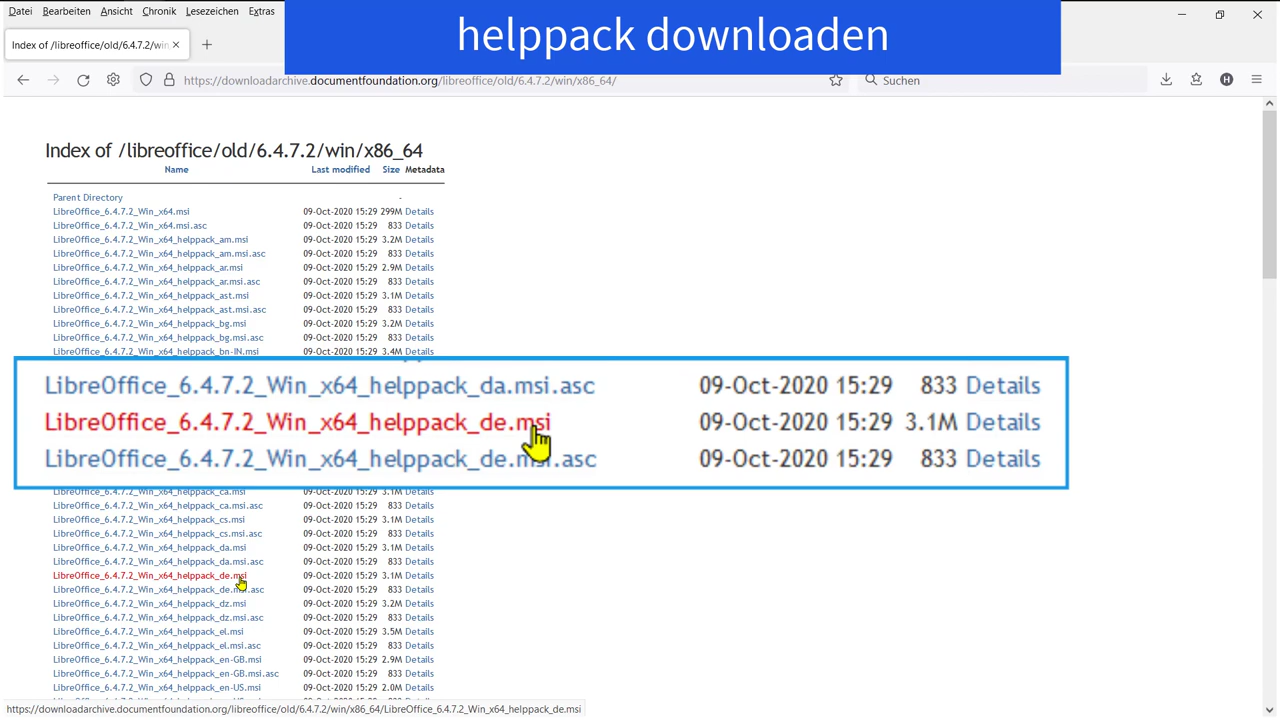 Datei Bearbeiten Ansicht Chronik Lesezeichen Extras
helppack downloaden
Index of /libreoffice/old/6.4.7.2/win
https://downloadarchive.documentfoundation.org/libreoffice/old/6.4.7.2/win/x86_64/
Suchen
H
Index of /libreoffice/old/6.4.7.2/win/x86_64
Name Last modified Size Metadata
Parent Directory -
LibreOffice_6.4.7.2_Win_x64.msi 09-Oct-2020 15:29 299M Details
LibreOffice_6.4.7.2_Win_x64.msi.asc 09-Oct-2020 15:29 833 Details
LibreOffice_6.4.7.2_Win_x64_helppack_am.msi 09-Oct-2020 15:29 3.2M Details
LibreOffice_6.4.7.2_Win_x64_helppack_am.msi.asc 09-Oct-2020 15:29 833 Details
LibreOffice_6.4.7.2_Win_x64_helppack_ar.msi 09-Oct-2020 15:29 2.9M Details
LibreOffice_6.4.7.2_Win_x64_helppack_ar.msi.asc 09-Oct-2020 15:29 833 Details
LibreOffice_6.4.7.2_Win_x64_helppack_ast.msi 09-Oct-2020 15:29 3.1M Details
LibreOffice_6.4.7.2_Win_x64_helppack_ast.msi.asc 09-Oct-2020 15:29 833 Details
LibreOffice_6.4.7.2_Win_x64_helppack_bg.msi 09-Oct-2020 15:29 3.2M Details
LibreOffice_6.4.7.2_Win_x64_helppack_bg.msi.asc 09-Oct-2020 15:29 833 Details
LibreOffice_6.4.7.2_Win_x64_helppack_bn-IN.msi 09-Oct-2020 15:29 3.4M Details
LibreOffice_6.4.7.2_Win_x64_helppack_da.msi.asc 09-Oct-2020 15:29 833 Details
LibreOffice_6.4.7.2_Win_x64_helppack_de.msi 09-Oct-2020 15:29 3.1M Details
LibreOffice_6.4.7.2_Win_x64_helppack_de.msi.asc 09-Oct-2020 15:29 833 Details
LibreOffice_6.4.7.2_Win_x64_helppack_ca.msi 09-Oct-2020 15:29 3.1M Details
LibreOffice_6.4.7.2_Win_x64_helppack_ca.msi.asc 09-Oct-2020 15:29 833 Details
LibreOffice_6.4.7.2_Win_x64_helppack_cs.msi 09-Oct-2020 15:29 3.1M Details
LibreOffice_6.4.7.2_Win_x64_helppack_cs.msi.asc 09-Oct-2020 15:29 833 Details
LibreOffice_6.4.7.2_Win_x64_helppack_da.msi 09-Oct-2020 15:29 3.1M Details
LibreOffice_6.4.7.2_Win_x64_helppack_da.msi.asc 09-Oct-2020 15:29 833 Details
LibreOffice_6.4.7.2_Win_x64_helppack_de.msi 09-Oct-2020 15:29 3.1M Details
LibreOffice_6.4.7.2_Win_x64_helppack_de.msi.asc 09-Oct-2020 15:29 833 Details
LibreOffice_6.4.7.2_Win_x64_helppack_dz.msi 09-Oct-2020 15:29 3.2M Details
LibreOffice_6.4.7.2_Win_x64_helppack_dz.msi.asc 09-Oct-2020 15:29 833 Details
LibreOffice_6.4.7.2_Win_x64_helppack_el.msi 09-Oct-2020 15:29 3.5M Details
LibreOffice_6.4.7.2_Win_x64_helppack_el.msi.asc 09-Oct-2020 15:29 833 Details
LibreOffice_6.4.7.2_Win_x64_helppack_en-GB.msi 09-Oct-2020 15:29 2.9M Details
LibreOffice_6.4.7.2_Win_x64_helppack_en-GB.msi.asc 09-Oct-2020 15:29 833 Details
LibreOffice_6.4.7.2_Win_x64_helppack_en-US.msi 09-Oct-2020 15:29 2.0M Details
https://downloadarchive.documentfoundation.org/libreoffice/old/6.4.7.2/win/x86_64/LibreOffice_6.4.7.2_Win_x64_helppack_de.msi